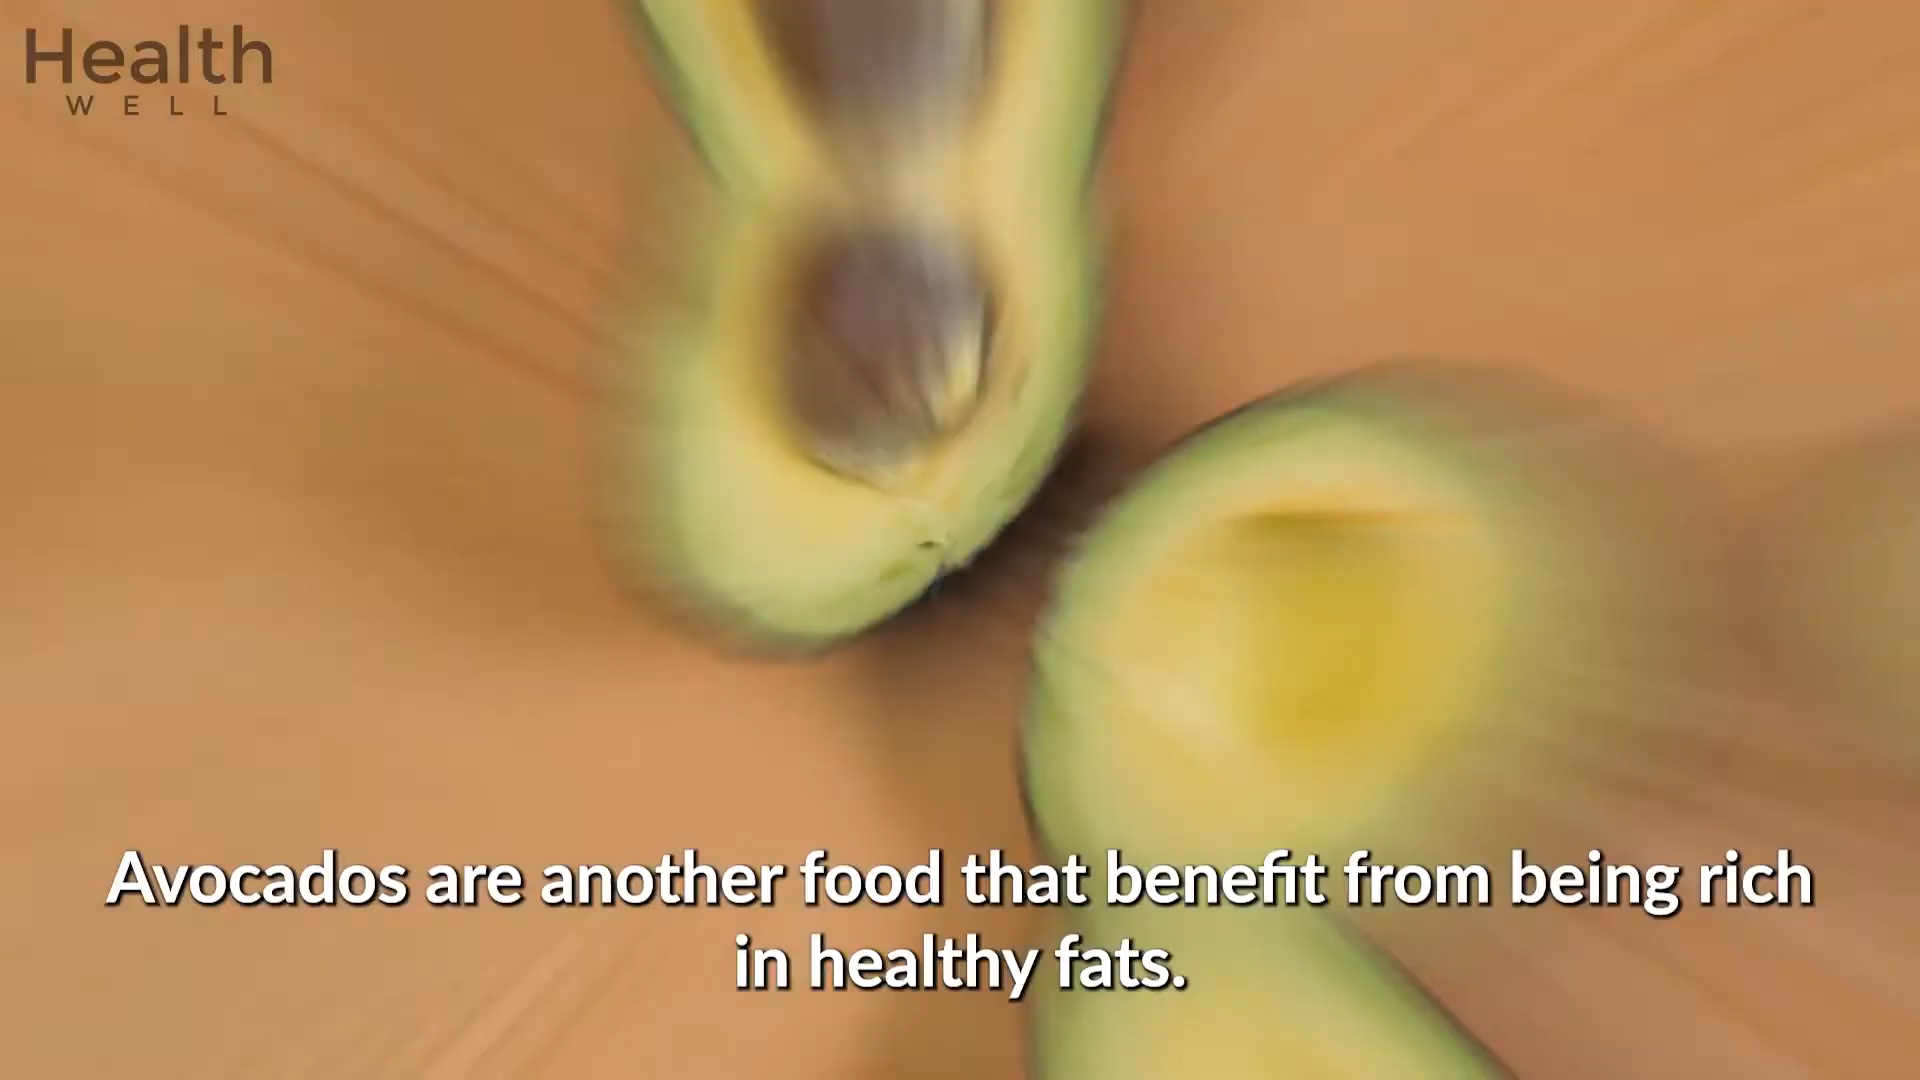 Health
WELL
Avocados are another food that benefit from being rich
in healthy fats.